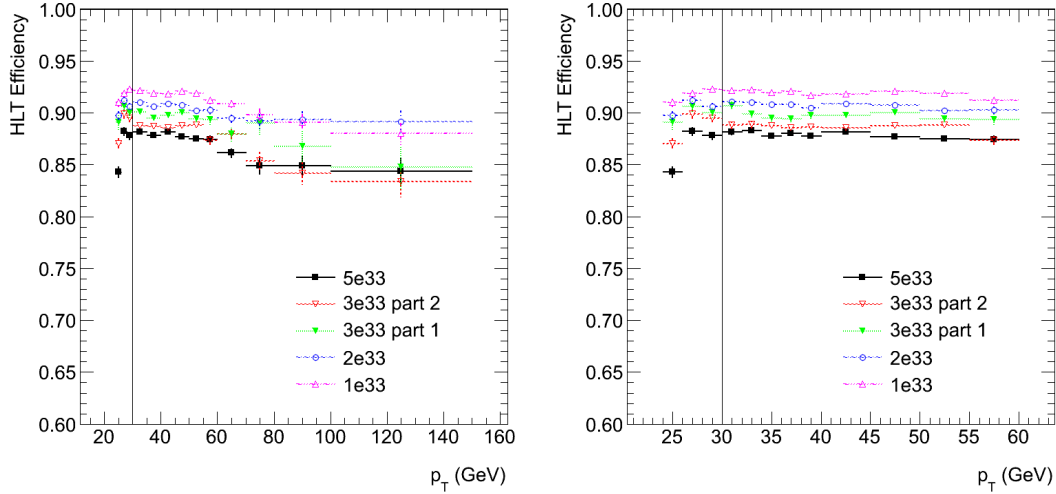 HLT Efficiency
1.00
0.95
0.90
0.85
0.80
0.75
0.70
0.65
0.60
20 40 60 80 100 120 140 160
p_T (GeV)
5e33
3e33 part 2
3e33 part 1
2e33
1e33
HLT Efficiency
1.00
0.95
0.90
0.85
0.80
0.75
0.70
0.65
0.60
25 30 35 40 45 50 55 60
p_T (GeV)
5e33
3e33 part 2
3e33 part 1
2e33
1e33